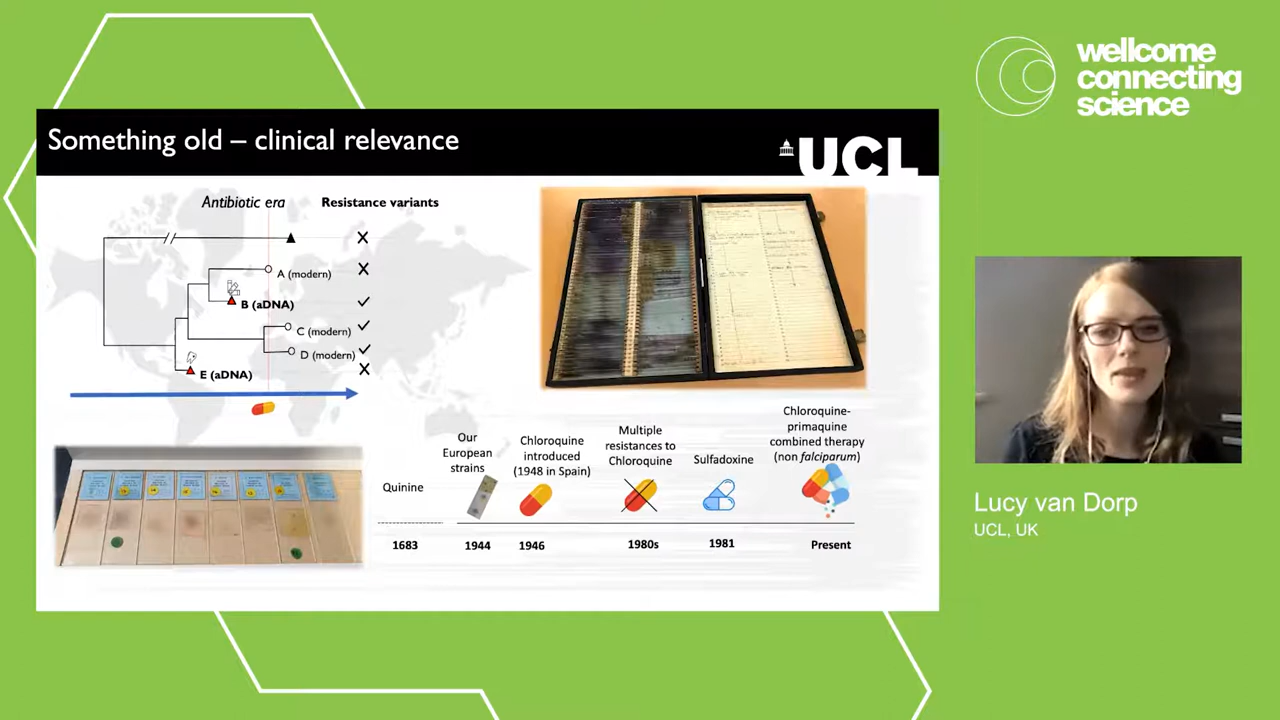 wellcome
connecting
science
Something old – clinical relevance
UCL
Antibiotic era
Resistance variants
A (modern)
B (aDNA)
C (modern)
D (modern)
E (aDNA)
Quinine
Our
European
strains
Chloroquine
introduced
(1948 in Spain)
Multiple
resistances to
Chloroquine
Sulfadoxine
Chloroquine-
primaquine
combined therapy
(non falciparum)
1683
1944
1946
1980s
1981
Present
Lucy van Dorp
UCL, UK